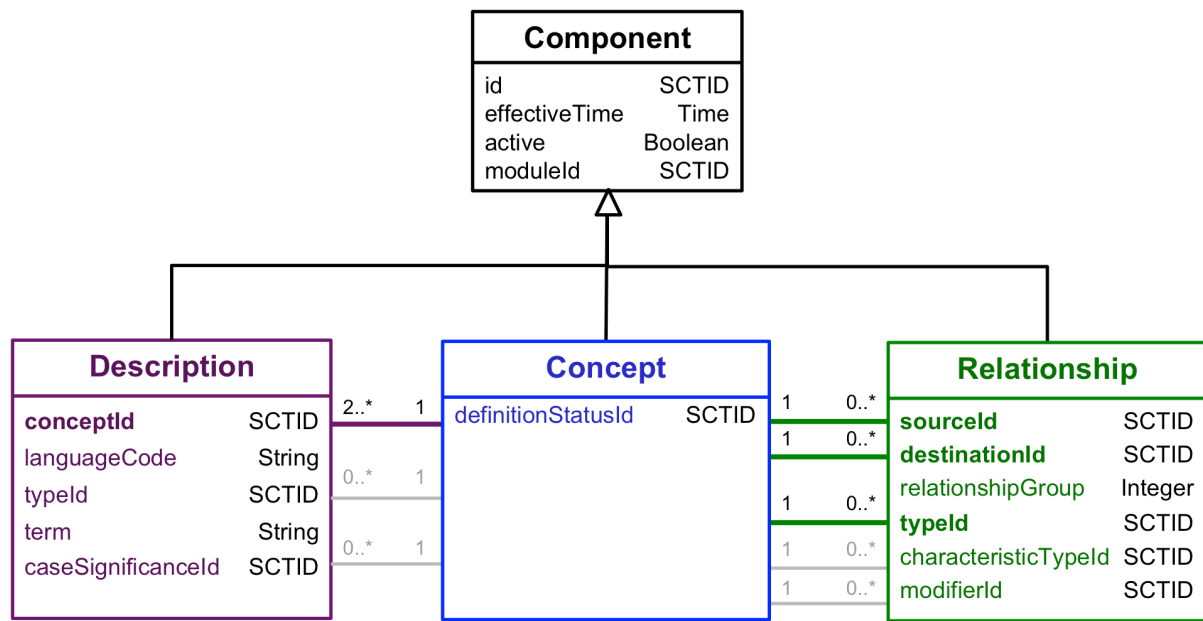 Component
id SCTID
effectiveTime Time
active Boolean
moduleId SCTID
Description
conceptId SCTID
languageCode String
typeId SCTID
term String
caseSignificanceId SCTID
2..* 1
0..* 1
0..* 1
Concept
definitionStatusId SCTID
1 0..*
1 0..*
1 0..*
1 0..*
1 0..*
Relationship
sourceId SCTID
destinationId SCTID
relationshipGroup Integer
typeId SCTID
characteristicTypeId SCTID
modifierId SCTID